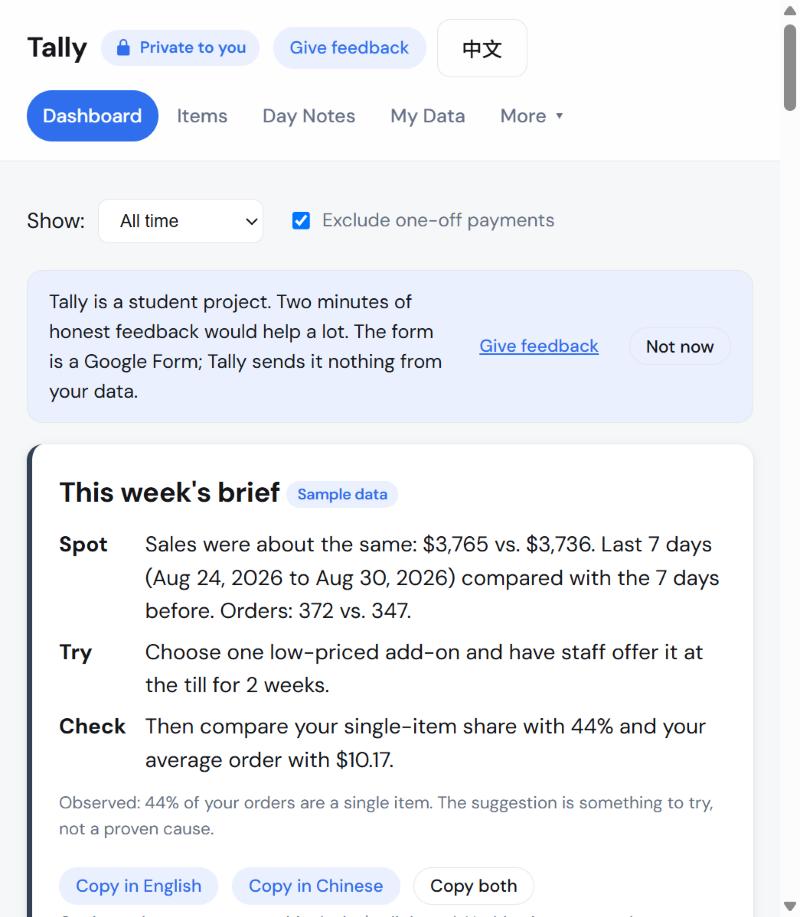 Tally
Private to you
Give feedback
中文
Dashboard
Items
Day Notes
My Data
More
Show:
All time
Exclude one-off payments
Tally is a student project. Two minutes of
honest feedback would help a lot. The form
is a Google Form; Tally sends it nothing from
your data.
Give feedback
Not now
This week's brief
Sample data
Spot
Sales were about the same: $3,765 vs. $3,736. Last 7 days
(Aug 24, 2026 to Aug 30, 2026) compared with the 7 days
before. Orders: 372 vs. 347.
Try
Choose one low-priced add-on and have staff offer it at
the till for 2 weeks.
Check
Then compare your single-item share with 44% and your
average order with $10.17.
Observed: 44% of your orders are a single item. The suggestion is something to try,
not a proven cause.
Copy in English
Copy in Chinese
Copy both